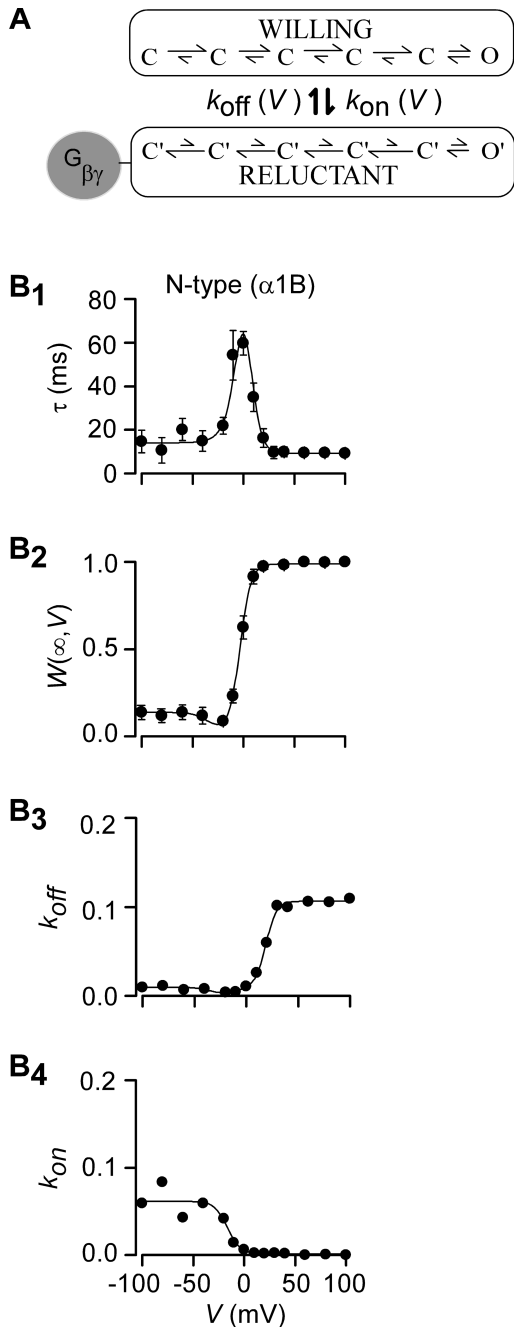 A
WILLING
C C C C C O
koff (V) kon (V)
Gβγ
C' C' C' C' C' O'
RELUCTANT
B1
N-type (α1B)
80
60
40
20
0
τ (ms)
B2
1.0
0.5
0.0
W(∞,V)
B3
0.2
0.1
0.0
koff
B4
0.2
0.1
0.0
kon
-100 -50 0 50 100
V (mV)